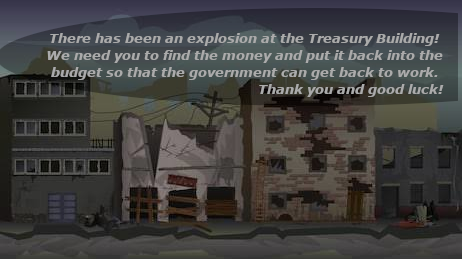 There has been an explosion at the Treasury Building!
We need you to find the money and put it back into the
budget so that the government can get back to work.
Thank you and good luck!